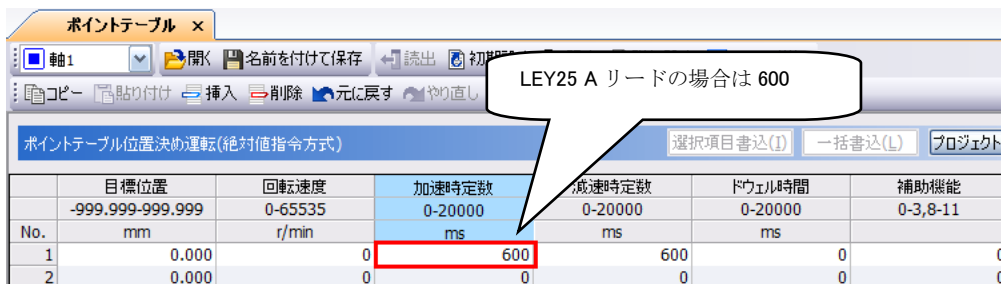 ポイントテーブル ×
軸1 開く 名前を付けて保存 読出
コピー 貼り付け 挿入 削除 元に戻す やり直し
LEY25 A リードの場合は 600
ポイントテーブル位置決め運転(絶対値指令方式) 選択項目書込(I) 一括書込(L) プロジェクト
目標位置 回転速度 加速時定数 減速時定数 ドウェル時間 補助機能
-999.999-999.999 0-65535 0-20000 0-20000 0-20000 0-3,8-11
No. mm r/min ms ms ms
1 0.000 0 600 600 0 0
2 0.000 0 0 0 0 0